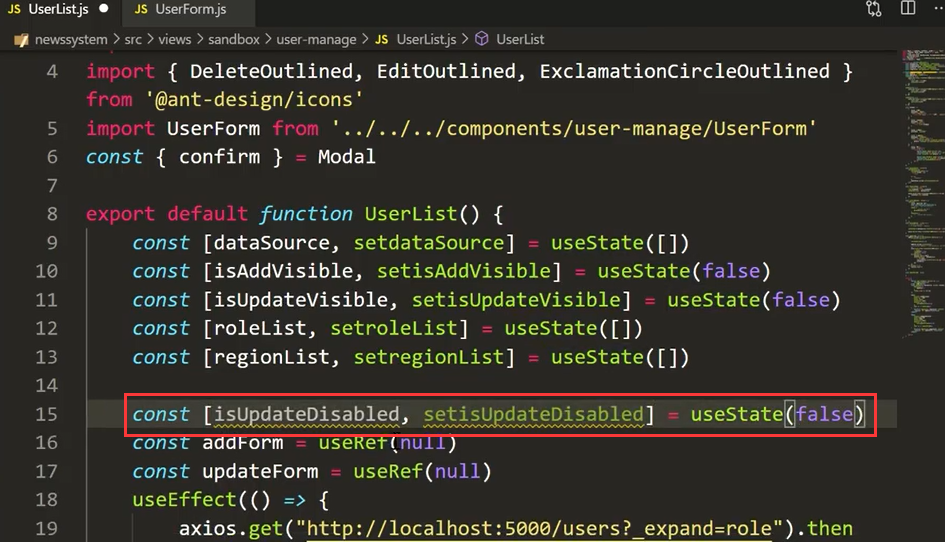 JS UserList.js ● JS UserForm.js
newssystem > src > views > sandbox > user-manage > JS UserList.js > UserList
4 import { DeleteOutlined, EditOutlined, ExclamationCircleOutlined }
from '@ant-design/icons'
5 import UserForm from '../../../components/user-manage/UserForm'
6 const { confirm } = Modal
7
8 export default function UserList() {
9 const [dataSource, setdataSource] = useState([])
10 const [isAddVisible, setisAddVisible] = useState(false)
11 const [isUpdateVisible, setisUpdateVisible] = useState(false)
12 const [roleList, setroleList] = useState([])
13 const [regionList, setregionList] = useState([])
14
15 const [isUpdateDisabled, setisUpdateDisabled] = useState(false)
16 const addForm = useRef(null)
17 const updateForm = useRef(null)
18 useEffect(() => {
19 axios.get("http://localhost:5000/users?_expand=role").then